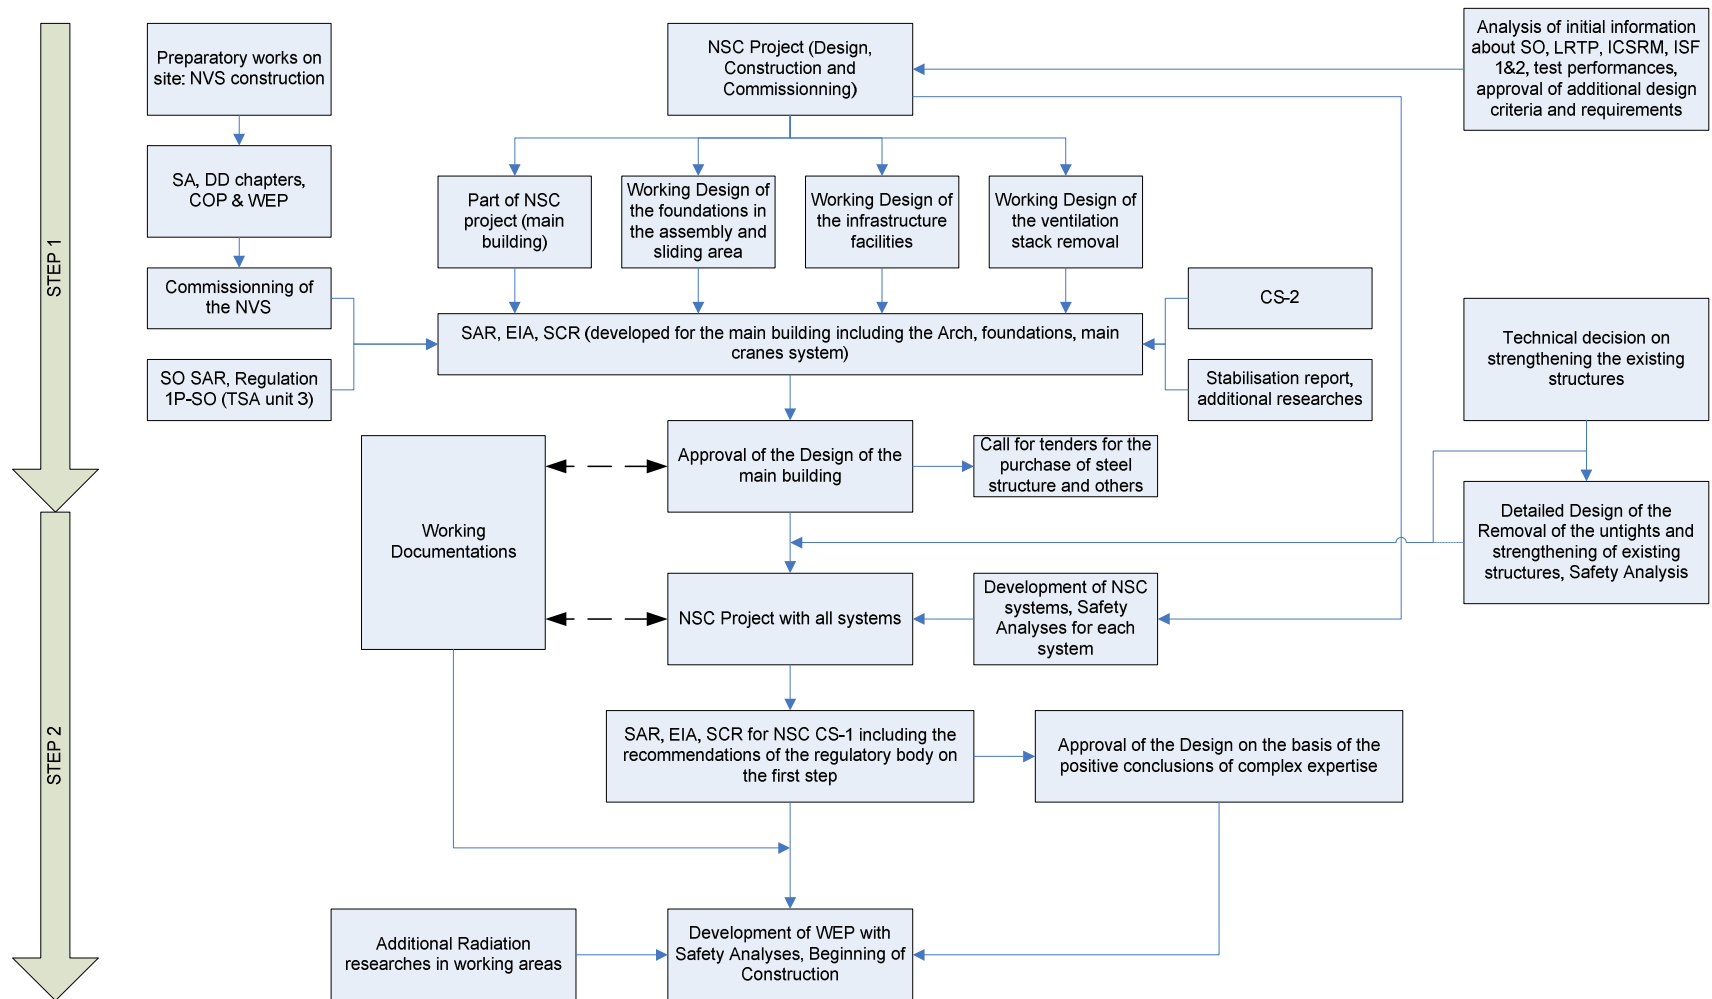 STEP 1
STEP 2
Preparatory works on
site: NVS construction
SA, DD chapters,
COP & WEP
Commissionning of
the NVS
SO SAR, Regulation
1P-SO (TSA unit 3)
NSC Project (Design,
Construction and
Commissionning)
Analysis of initial information
about SO, LRTP, ICSRM, ISF
1&2, test performances,
approval of additional design
criteria and requirements
Part of NSC
project (main
building)
Working Design of
the foundations in
the assembly and
sliding area
Working Design of
the infrastructure
facilities
Working Design of
the ventilation
stack removal
SAR, EIA, SCR (developed for the main building including the Arch, foundations, main
cranes system)
CS-2
Stabilisation report,
additional researches
Technical decision on
strengthening the existing
structures
Working
Documentations
Approval of the Design of the
main building
Call for tenders for the
purchase of steel
structure and others
Detailed Design of the
Removal of the untights and
strengthening of existing
structures, Safety Analysis
NSC Project with all systems
Development of NSC
systems, Safety
Analyses for each
system
SAR, EIA, SCR for NSC CS-1 including the
recommendations of the regulatory body on
the first step
Approval of the Design on the basis of the
positive conclusions of complex expertise
Additional Radiation
researches in working areas
Development of WEP with
Safety Analyses, Beginning of
Construction